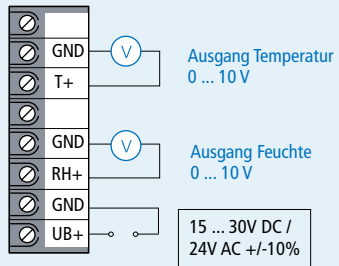 GND
V
Ausgang Temperatur
T+
0 ... 10 V
GND
V
Ausgang Feuchte
RH+
0 ... 10 V
GND
UB+
15 ... 30V DC /
24V AC +/-10%